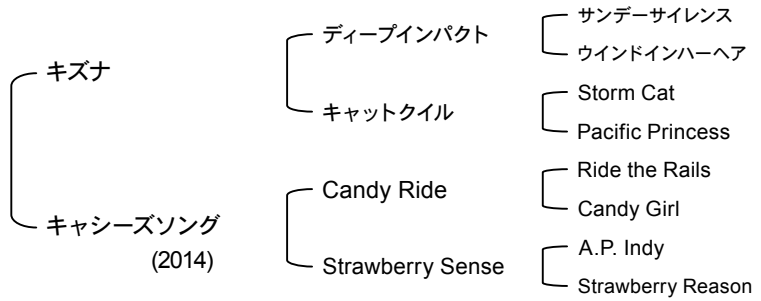 キズナ
キャシーズソング
(2014)
ディープインパクト
キャットクイル
Candy Ride
Strawberry Sense
サンデーサイレンス
ウインドインハーヘア
Storm Cat
Pacific Princess
Ride the Rails
Candy Girl
A.P. Indy
Strawberry Reason